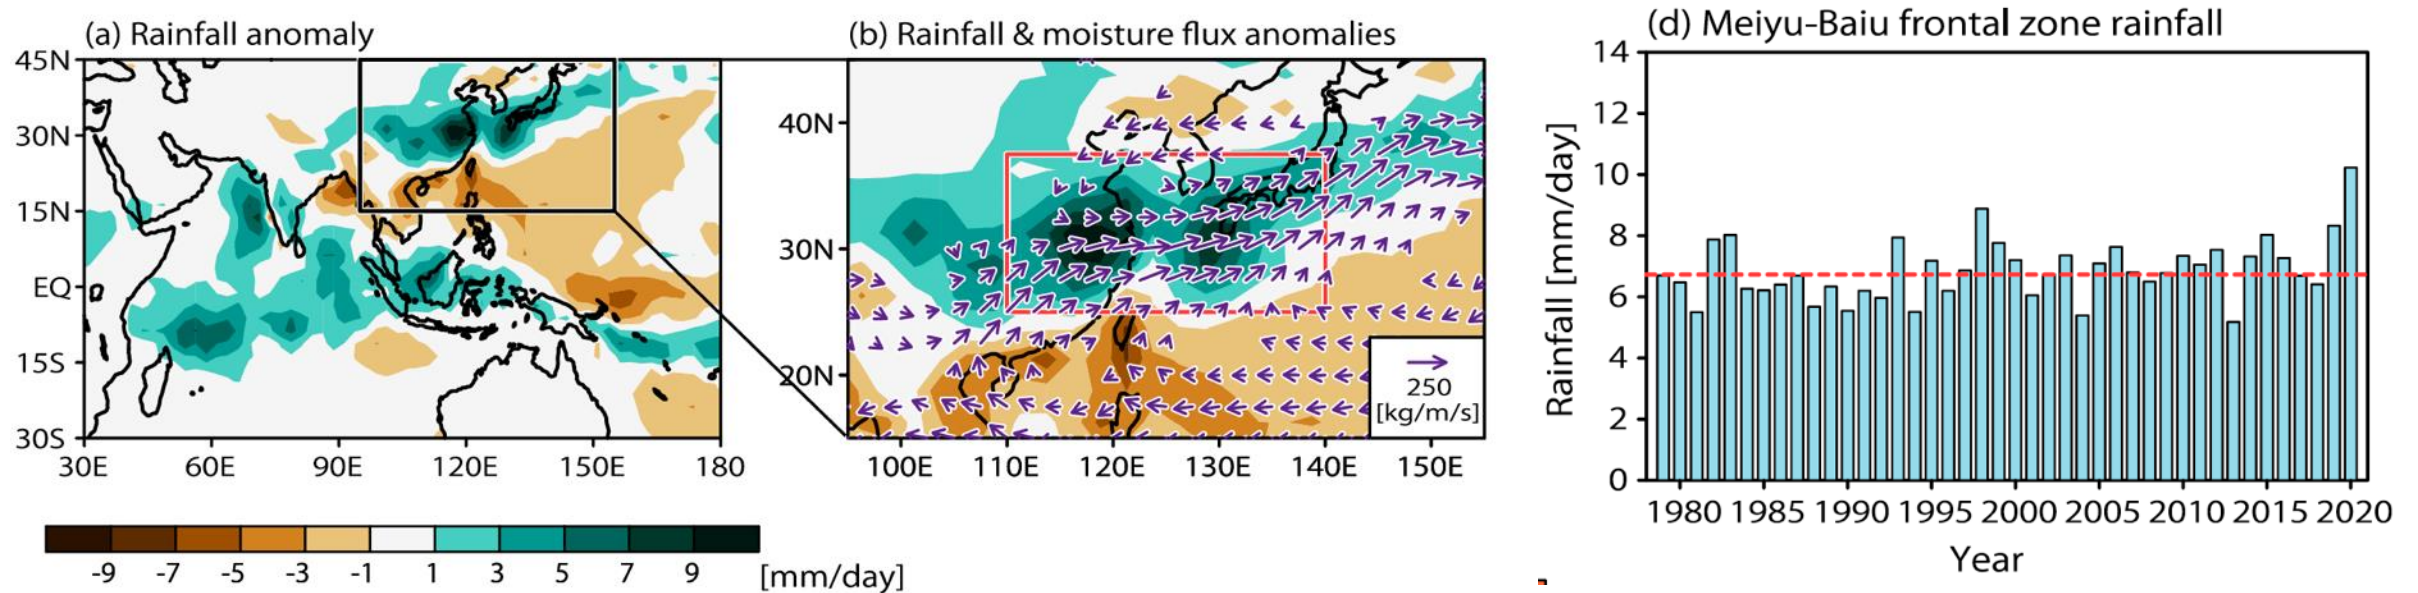 (a) Rainfall anomaly
45N
30N
15N
EQ
15S
30S
30E 60E 90E 120E 150E 180
-9 -7 -5 -3 -1 1 3 5 7 9 [mm/day]
(b) Rainfall & moisture flux anomalies
40N
30N
20N
250
[kg/m/s]
100E 110E 120E 130E 140E 150E
(d) Meiyu-Baiu frontal zone rainfall
Rainfall [mm/day]
14
12
10
8
6
4
2
0
1980 1985 1990 1995 2000 2005 2010 2015 2020
Year